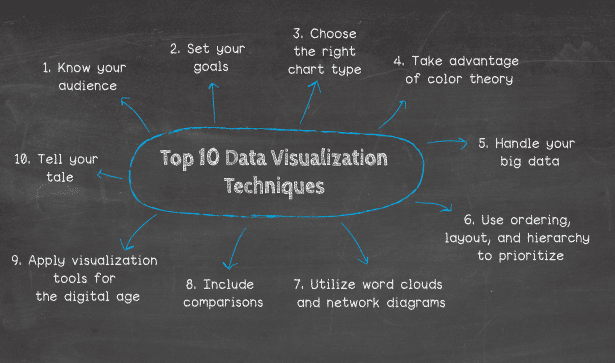 1. Know your
audience
2. Set your
goals
3. Choose
the right
chart type
4. Take advantage
of color theory
5. Handle your
big data
6. Use ordering,
layout, and hierarchy
to prioritize
7. Utilize word clouds
and network diagrams
8. Include
comparisons
9. Apply visualization
tools for
the digital age
10. Tell your
tale
Top 10 Data Visualization
Techniques